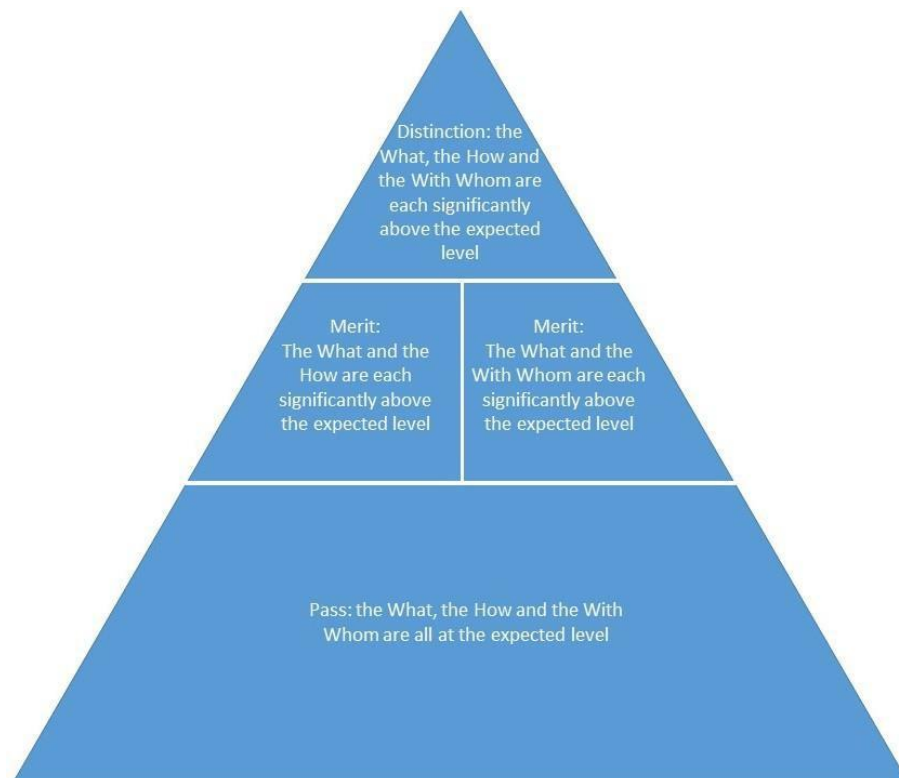 Distinction: the
What, the How and
the With Whom are
each significantly
above the expected
level
Merit:
The What and the
How are each
significantly above
the expected level
Merit:
The What and the
With Whom are each
significantly above
the expected level
Pass: the What, the How and the With
Whom are all at the expected level